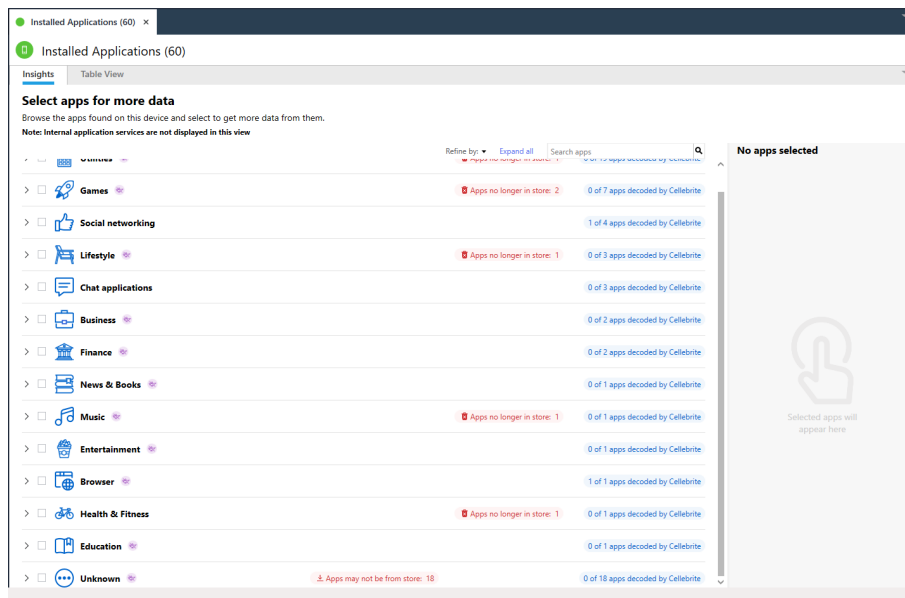 Installed Applications (60) ×
Installed Applications (60)
Insights Table View
Select apps for more data
Browse the apps found on this device and select to get more data from them.
Note: Internal application services are not displayed in this view
Refine by: Expand all Search apps
No apps selected
Utilities Apps no longer in store: 1 decoded by Cellebrite
Games Apps no longer in store: 2 0 of 7 apps decoded by Cellebrite
Social networking 1 of 4 apps decoded by Cellebrite
Lifestyle Apps no longer in store: 1 0 of 3 apps decoded by Cellebrite
Chat applications 0 of 3 apps decoded by Cellebrite
Business 0 of 2 apps decoded by Cellebrite
Finance 0 of 2 apps decoded by Cellebrite
News & Books 0 of 1 apps decoded by Cellebrite
Music Apps no longer in store: 1 0 of 1 apps decoded by Cellebrite
Selected apps will
appear here
Entertainment 0 of 1 apps decoded by Cellebrite
Browser 1 of 1 apps decoded by Cellebrite
Health & Fitness Apps no longer in store: 1 0 of 1 apps decoded by Cellebrite
Education 0 of 1 apps decoded by Cellebrite
Unknown Apps may not be from store: 18 0 of 18 apps decoded by Cellebrite